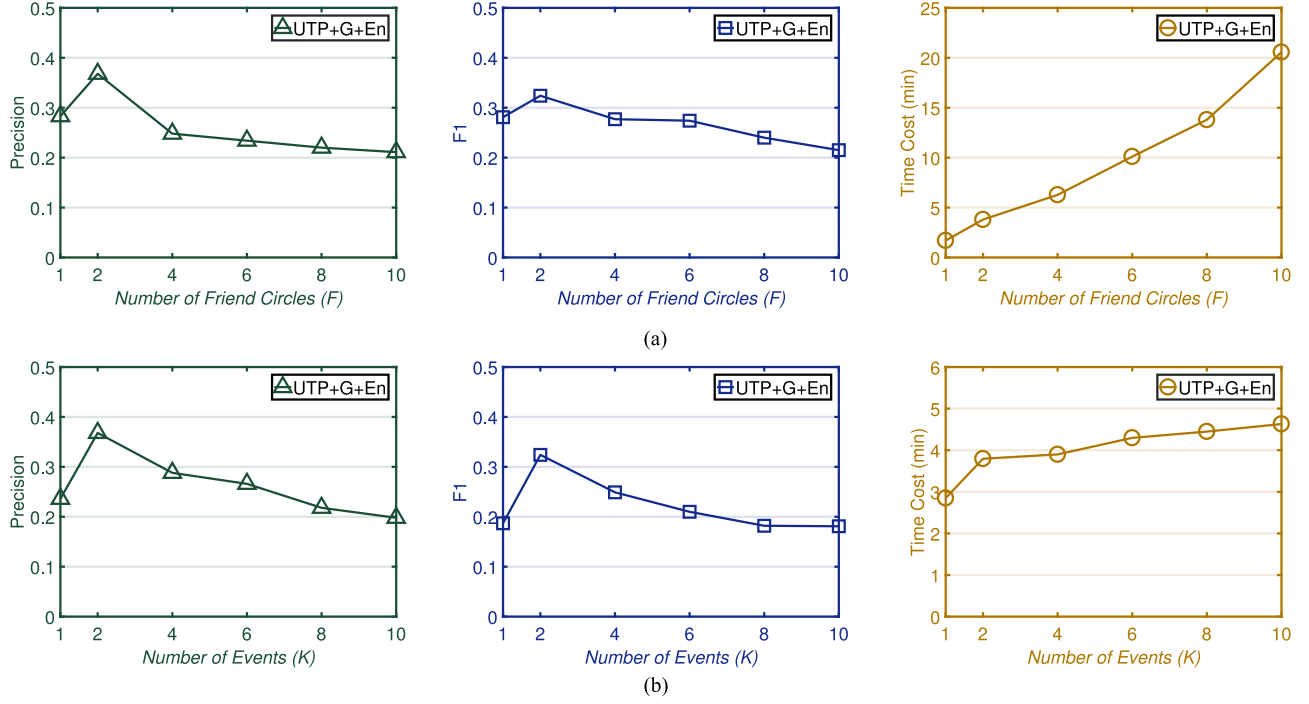 0.5
0.4
0.3
0.2
0.1
0
Precision
UTP+G+En
1 2 4 6 8 10
Number of Friend Circles (F)
0.5
0.4
0.3
0.2
0.1
0
F1
UTP+G+En
1 2 4 6 8 10
Number of Friend Circles (F)
25
20
15
10
5
0
Time Cost (min)
UTP+G+En
1 2 4 6 8 10
Number of Friend Circles (F)
(a)
0.5
0.4
0.3
0.2
0.1
0
Precision
UTP+G+En
1 2 4 6 8 10
Number of Events (K)
0.5
0.4
0.3
0.2
0.1
0
F1
UTP+G+En
1 2 4 6 8 10
Number of Events (K)
6
5
4
3
2
1
0
Time Cost (min)
UTP+G+En
1 2 4 6 8 10
Number of Events (K)
(b)